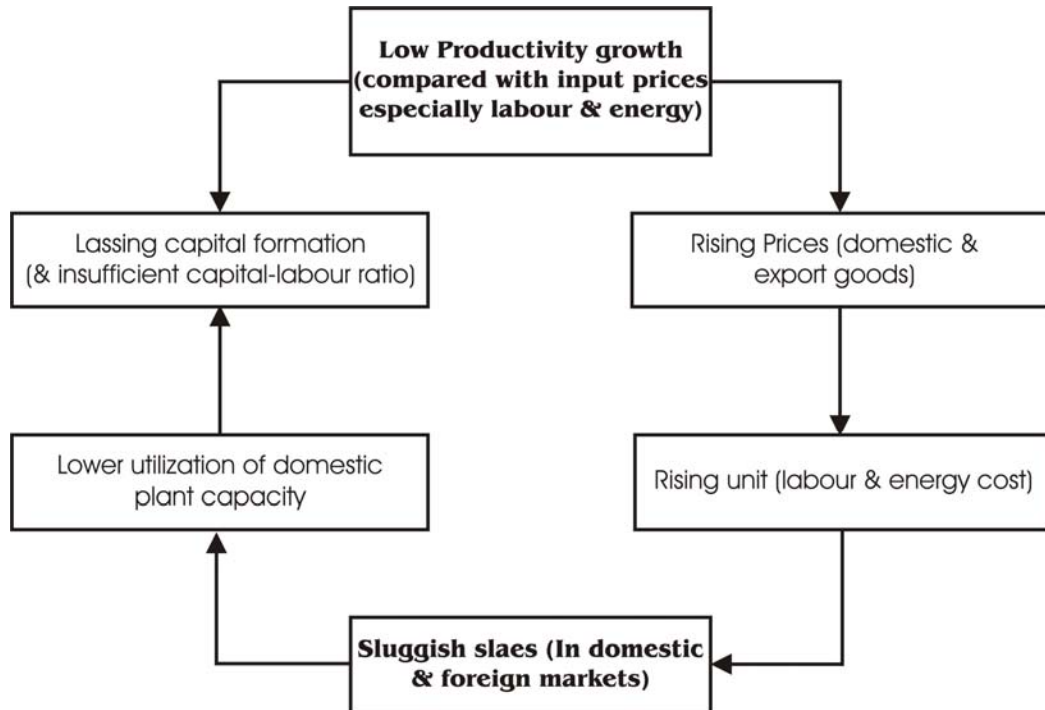 Low Productivity growth
(compared with input prices
especially labour & energy)
Lassing capital formation
(& insufficient capital-labour ratio)
Rising Prices (domestic &
export goods)
Lower utilization of domestic
plant capacity
Rising unit (labour & energy cost)
Sluggish slaes (In domestic
& foreign markets)